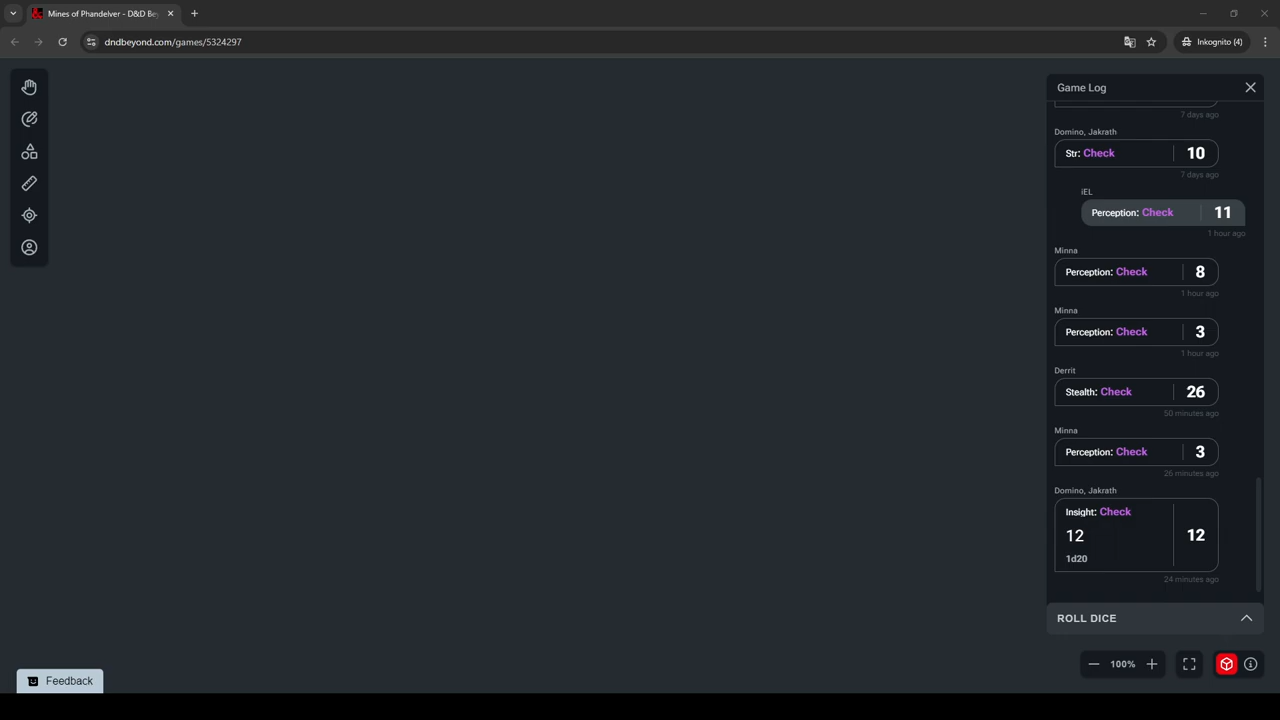 Mines of Phandelver - D&D Be
dndbeyond.com/games/5324297
Inkognito (4)
Game Log
7 days ago
Domino, Jakrath
Str: Check
10
7 days ago
iEL
Perception: Check
11
1 hour ago
Minna
Perception: Check
8
1 hour ago
Minna
Perception: Check
3
1 hour ago
Derrit
Stealth: Check
26
50 minutes ago
Minna
Perception: Check
3
26 minutes ago
Domino, Jakrath
Insight: Check
12
12
1d20
24 minutes ago
ROLL DICE
100%
Feedback